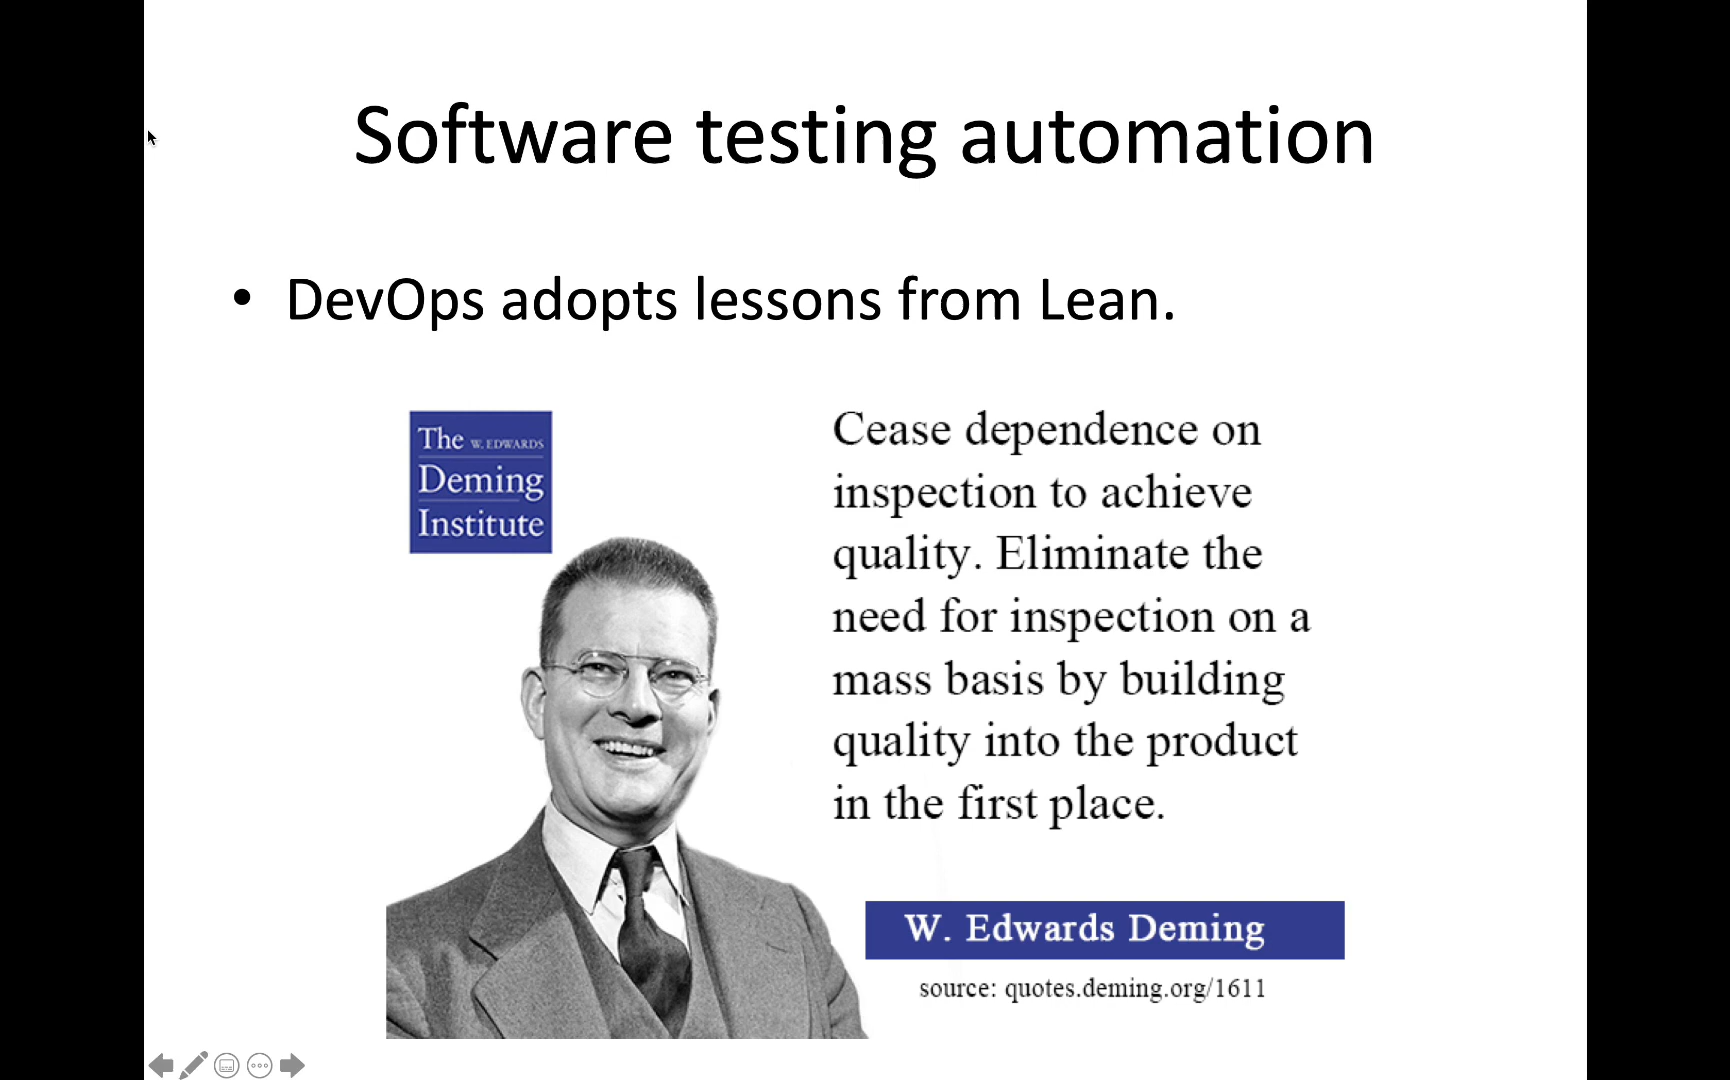 Software testing automation
• DevOps adopts lessons from Lean.
The W. EDWARDS
Deming
Institute
Cease dependence on
inspection to achieve
quality. Eliminate the
need for inspection on a
mass basis by building
quality into the product
in the first place.
W. Edwards Deming
source: quotes.deming.org/1611